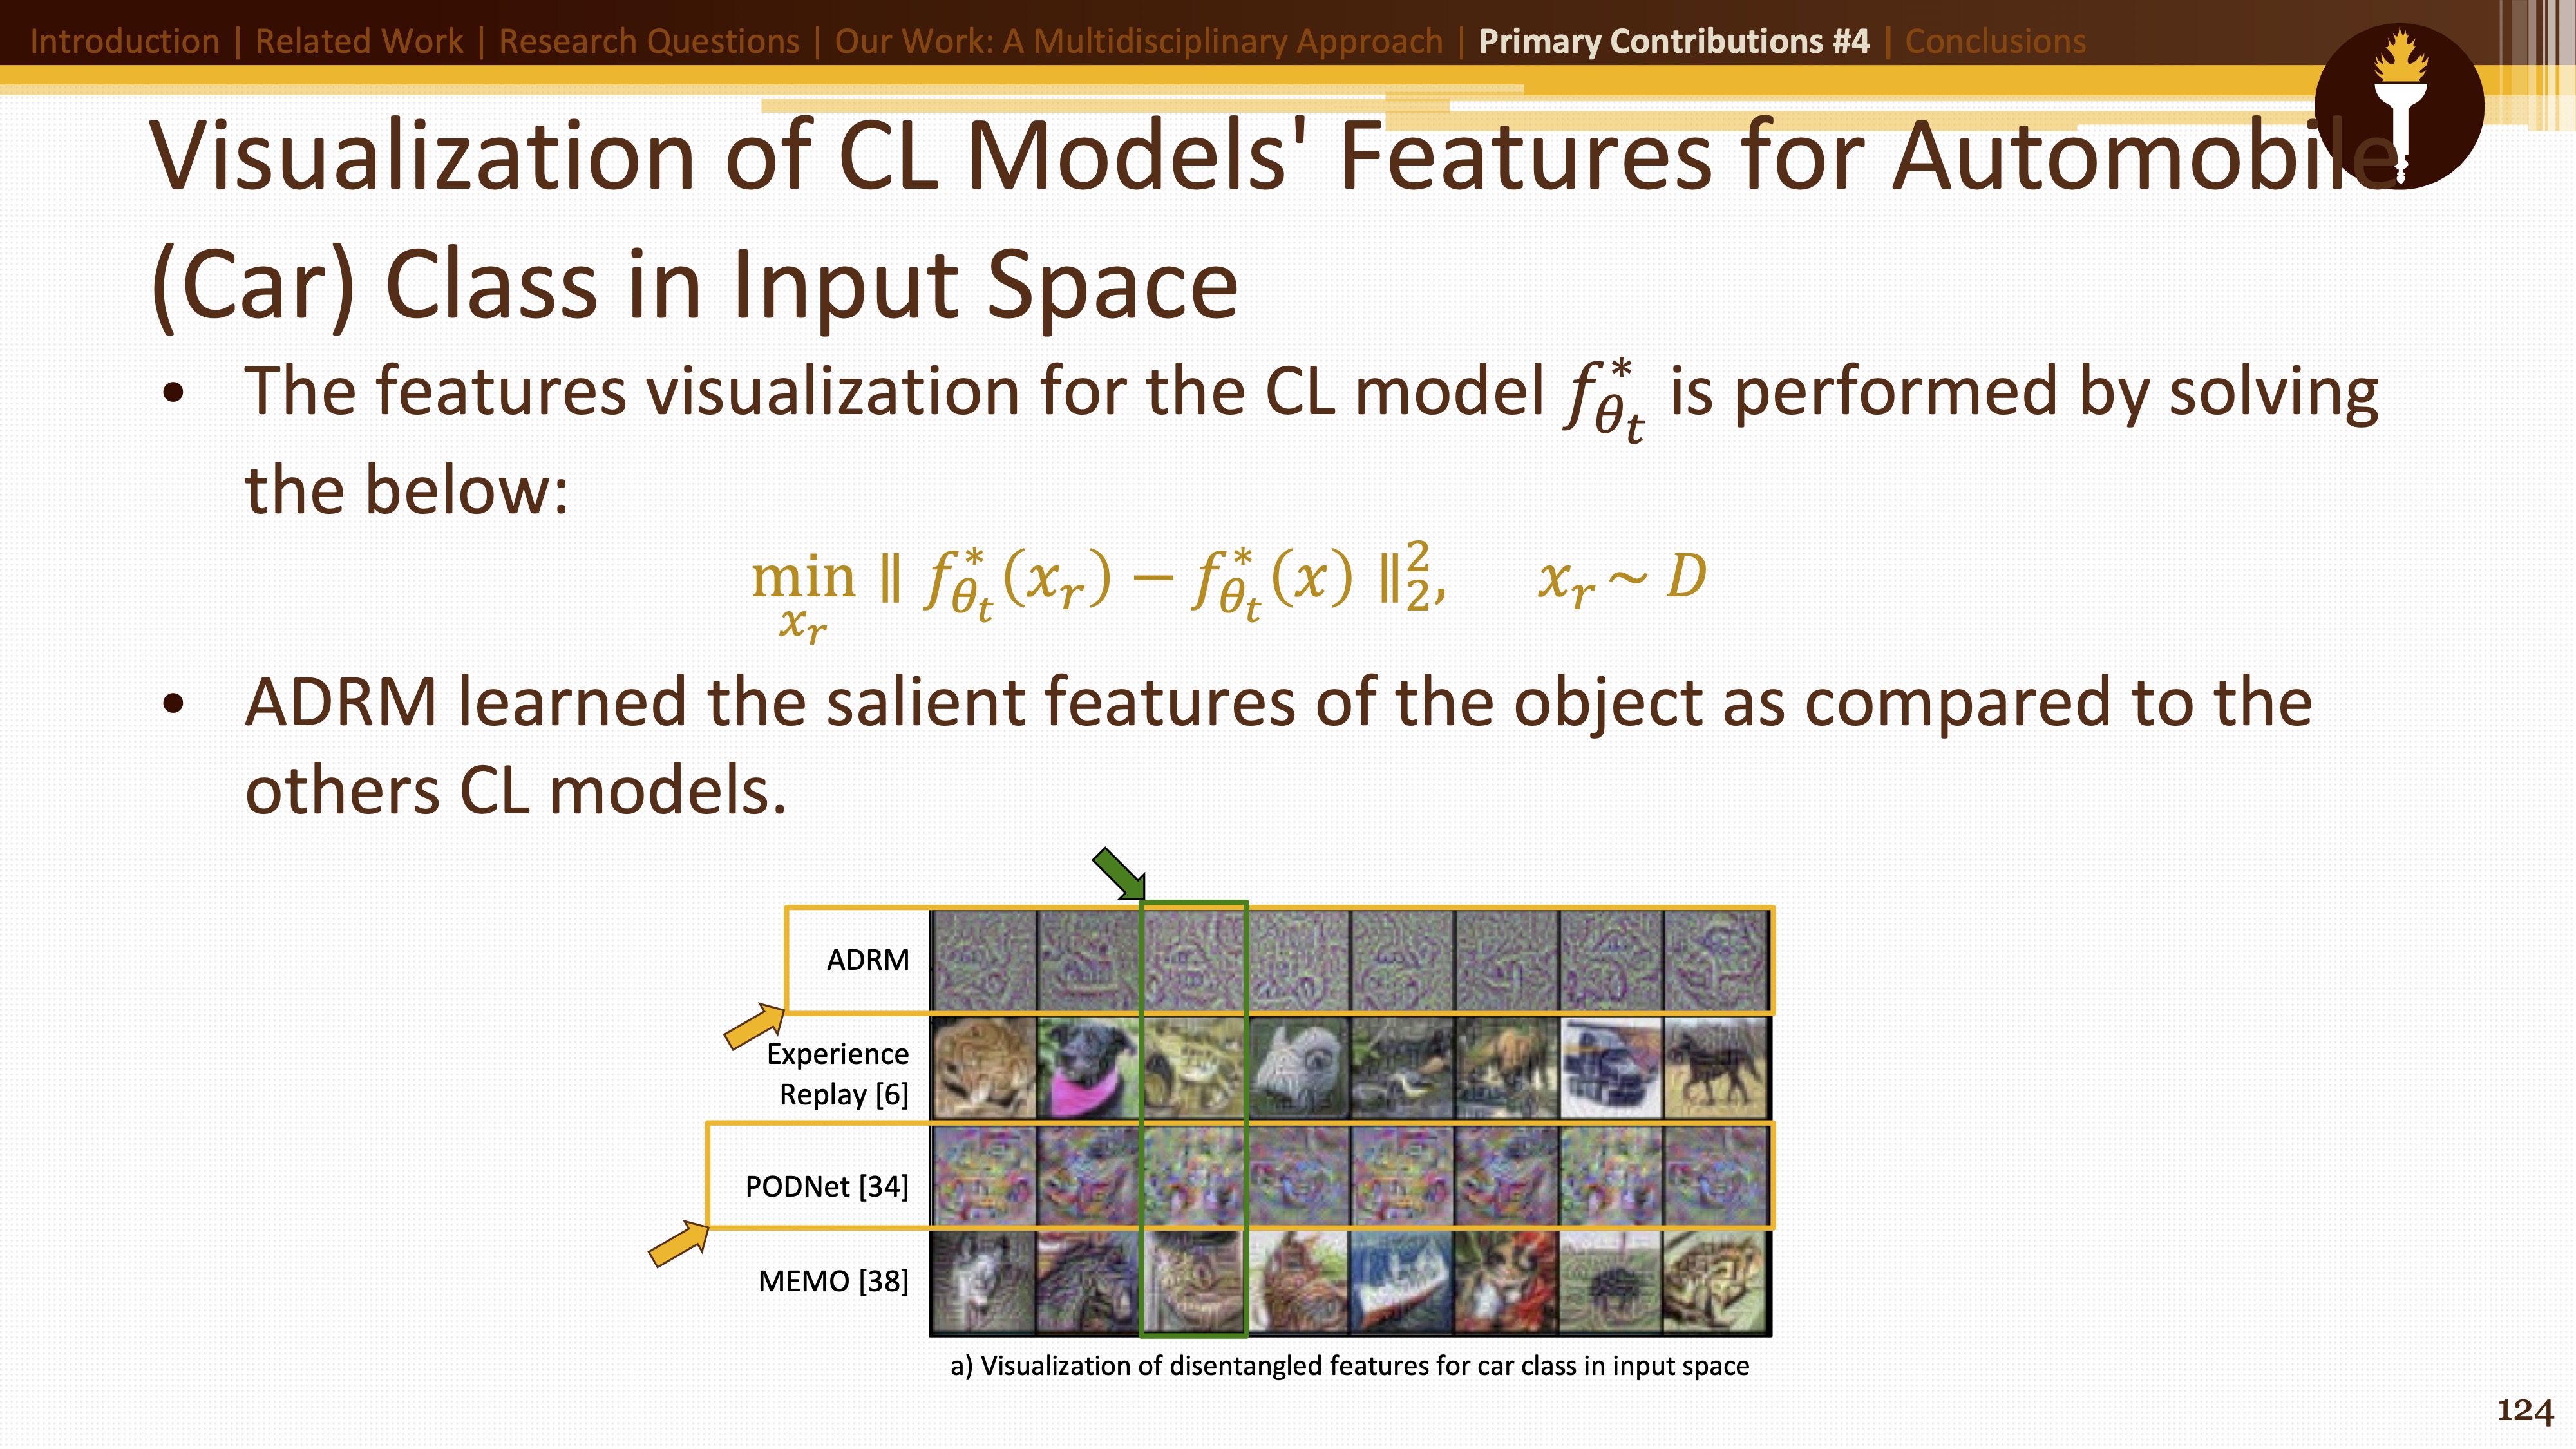 Introduction | Related Work | Research Questions | Our Work: A Multidisciplinary Approach | Primary Contributions #4 | Conclusions
Visualization of CL Models' Features for Automobile
(Car) Class in Input Space
• The features visualization for the CL model $f^*_{\theta_t}$ is performed by solving
the below:
$\min_{x_r} \| f^*_{\theta_t}(x_r) - f^*_{\theta_t}(x) \|_2^2, \quad x_r \sim D$
• ADRM learned the salient features of the object as compared to the
others CL models.
ADRM
Experience
Replay [6]
PODNet [34]
MEMO [38]
a) Visualization of disentangled features for car class in input space
124